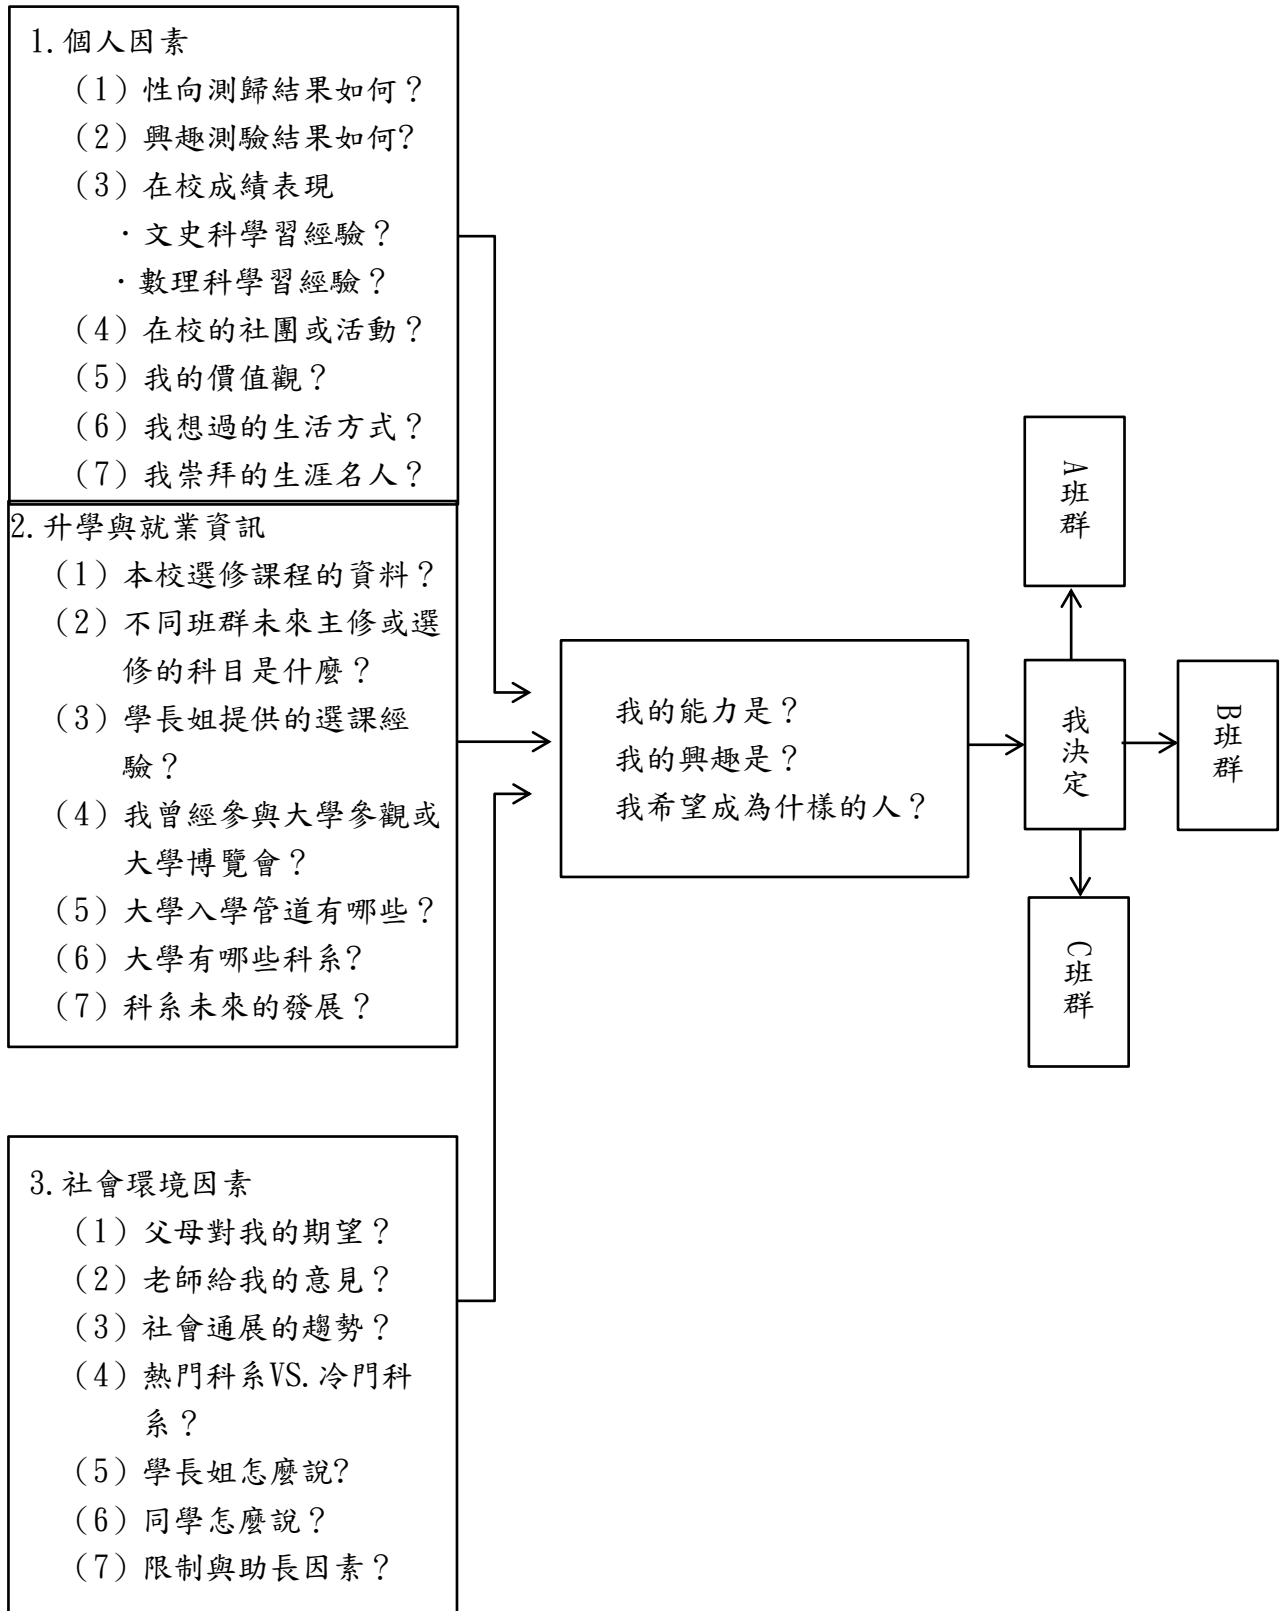 1.個人因素
（1）性向測歸結果如何？
（2）興趣測驗結果如何?
（3）在校成績表現
．文史科學習經驗？
．數理科學習經驗？
（4）在校的社團或活動？
（5）我的價值觀？
（6）我想過的生活方式？
（7）我崇拜的生涯名人？
2.升學與就業資訊
（1）本校選修課程的資料？
（2）不同班群未來主修或選
修的科目是什麼？
（3）學長姐提供的選課經
驗？
（4）我曾經參與大學參觀或
大學博覽會？
（5）大學入學管道有哪些？
（6）大學有哪些科系?
（7）科系未來的發展？
3.社會環境因素
（1）父母對我的期望？
（2）老師給我的意見？
（3）社會通展的趨勢？
（4）熱門科系VS.冷門科
系？
（5）學長姐怎麼說?
（6）同學怎麼說？
（7）限制與助長因素？
我的能力是？
我的興趣是？
我希望成為什樣的人？
我決定
A班群
B班群
C班群